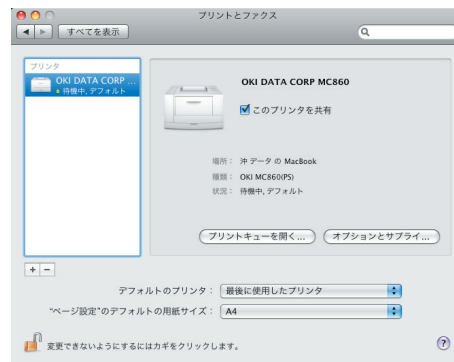 プリントとファクス
すべてを表示
プリンタ
OKI DATA CORP ...
待機中, デフォルト
OKI DATA CORP MC860
このプリンタを共有
場所： 沖 データ の MacBook
種類： OKI MC860(PS)
状況： 待機中, デフォルト
プリントキューを開く... オプションとサプライ...
+ −
デフォルトのプリンタ： 最後に使用したプリンタ
“ページ設定”のデフォルトの用紙サイズ： A4
変更できないようにするにはカギをクリックします。 ?